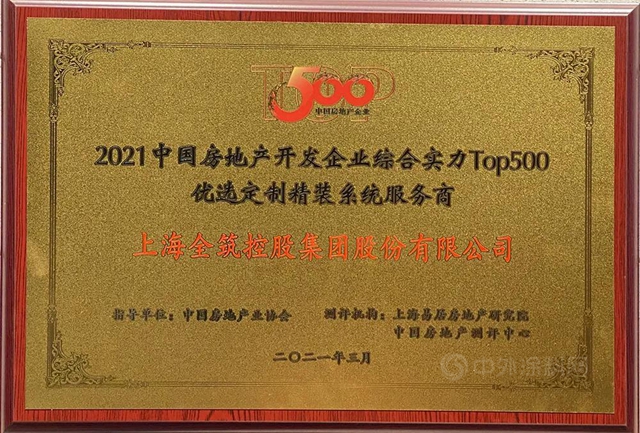 TOP
500
中国房地产企业
2021中国房地产开发企业综合实力Top500
优选定制精装系统服务商
上海全筑控股集团股份有限公司
指导单位：中国房地产业协会
测评机构：上海易居房地产研究院
中国房地产测评中心
二〇二一年三月
中外涂料网